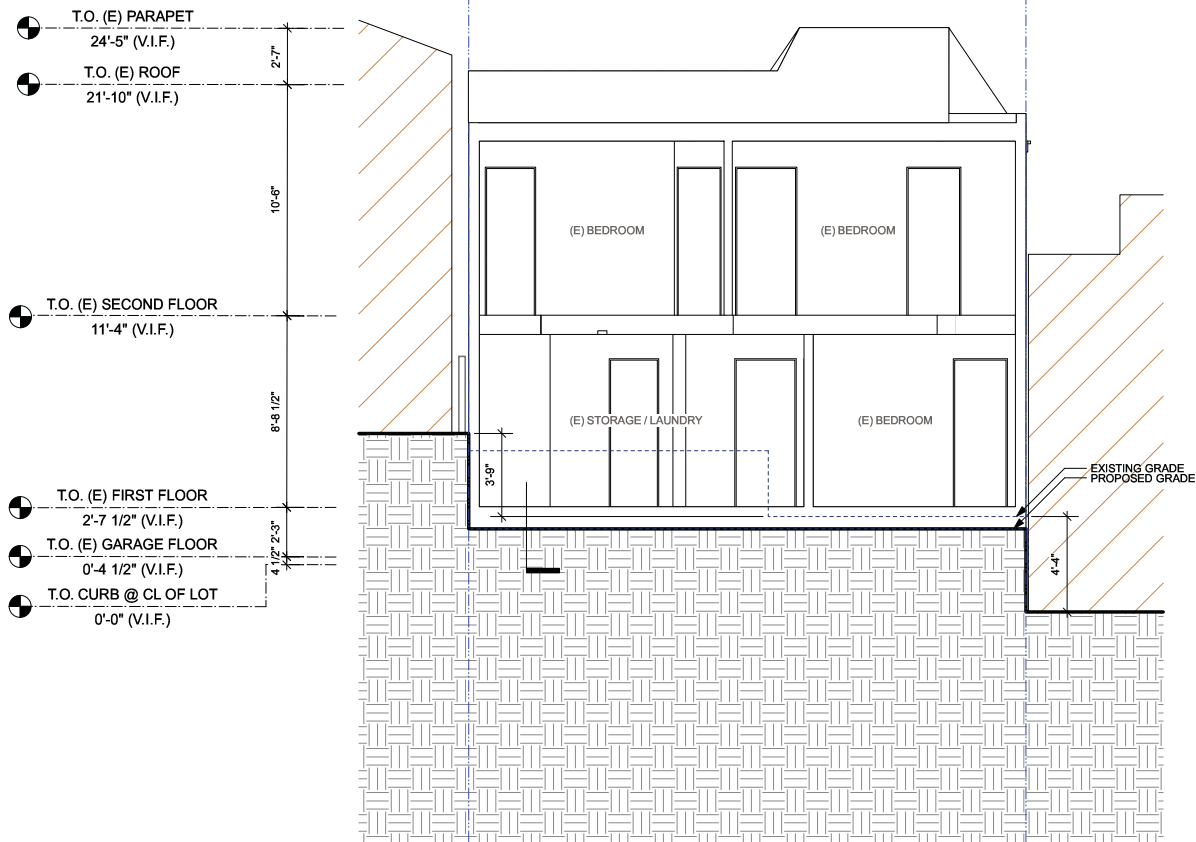 T.O. (E) PARAPET
24'-5" (V.I.F.)
2'-7"
T.O. (E) ROOF
21'-10" (V.I.F.)
10'-6"
(E) BEDROOM
(E) BEDROOM
T.O. (E) SECOND FLOOR
11'-4" (V.I.F.)
8'-8 1/2"
(E) STORAGE / LAUNDRY
(E) BEDROOM
3'-9"
EXISTING GRADE
PROPOSED GRADE
T.O. (E) FIRST FLOOR
2'-7 1/2" (V.I.F.)
2'-3"
T.O. (E) GARAGE FLOOR
0'-4 1/2" (V.I.F.)
4 1/2"
4'-4"
T.O. CURB @ CL OF LOT
0'-0" (V.I.F.)